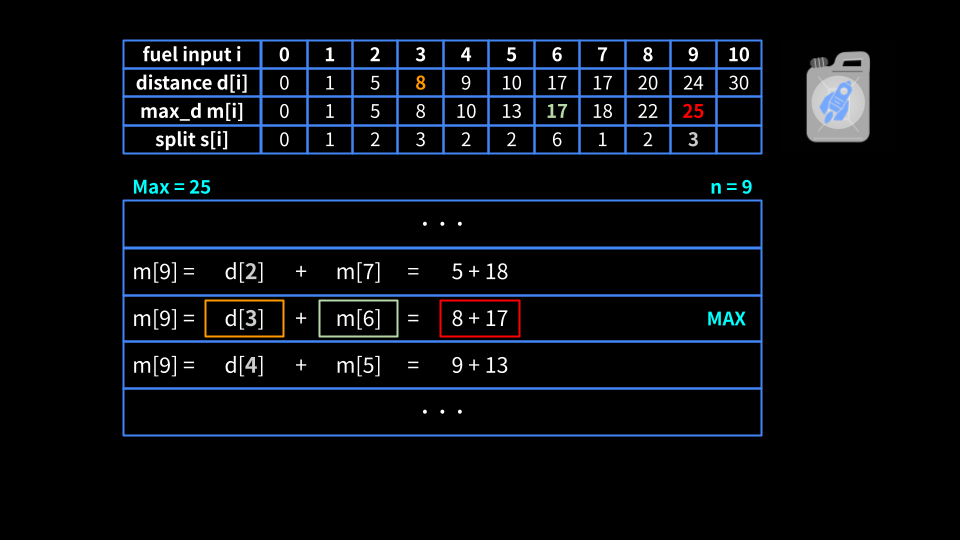 fuel input i 0 1 2 3 4 5 6 7 8 9 10
distance d[i] 0 1 5 8 9 10 17 17 20 24 30
max_d m[i] 0 1 5 8 10 13 17 18 22 25
split s[i] 0 1 2 3 2 2 6 1 2 3
Max = 25 n = 9
. . .
m[9] = d[2] + m[7] = 5 + 18
m[9] = d[3] + m[6] = 8 + 17 MAX
m[9] = d[4] + m[5] = 9 + 13
. . .